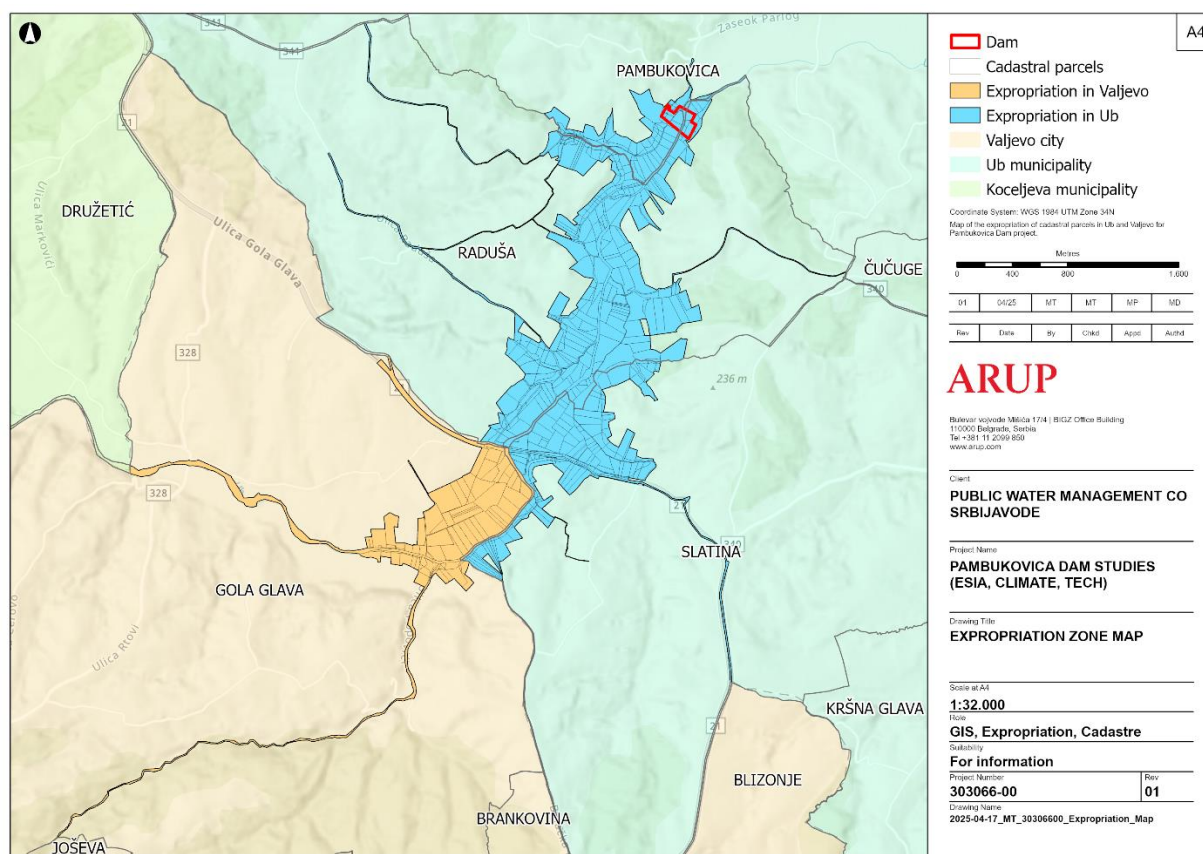 A4
Dam
Cadastral parcels
Expropriation in Valjevo
Expropriation in Ub
Valjevo city
Ub municipality
Koceljeva municipality
Coordinate System: WGS 1984 UTM Zone 34N
Map of the expropriation of cadastral parcels in Ub and Valjevo for
Pambukovica Dam project.
Metres
0 400 800 1.600
01 04/25 MT MT MP MD
Rev Date By Chkd Appd Authd
ARUP
Bulevar vojvode Mišića 17/4 | BIGZ Office Building
110000 Belgrade, Serbia
Tel +381 11 2099 850
www.arup.com
Client
PUBLIC WATER MANAGEMENT CO
SRBIJAVODE
Project Name
PAMBUKOVICA DAM STUDIES
(ESIA, CLIMATE, TECH)
Drawing Title
EXPROPRIATION ZONE MAP
Scale at A4
1:32.000
Role
GIS, Expropriation, Cadastre
Suitability
For information
Project Number
303066-00
Rev
01
Drawing Name
2025-04-17_MT_30306600_Expropriation_Map
341
Zaseok Parlog
341
PAMBUKOVICA
21
Ulica Markovići
DRUŽETIĆ
Ulica Gola Glava
RADUŠA
ČUČUGE
340
328
236 m
328
21
SLATINA
340
GOLA GLAVA
Ulica Rtovi
KRŠNA GLAVA
21
BLIZONJE
BRANKOVINA
JOŠEVA